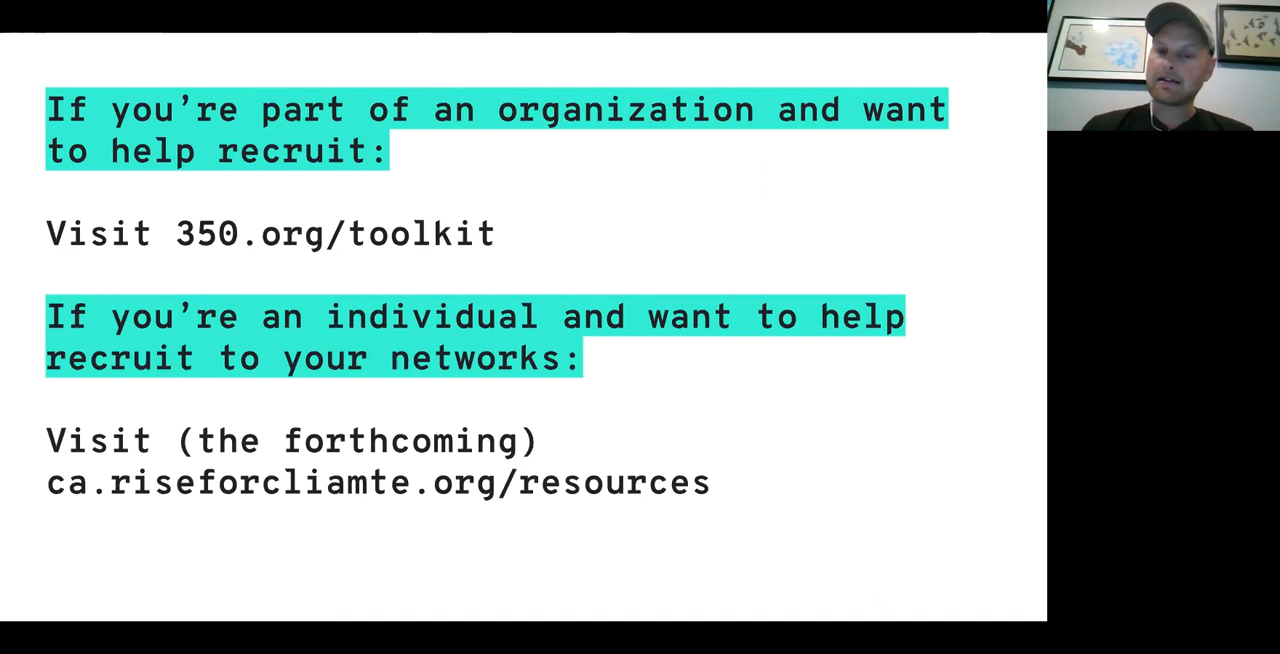 If you’re part of an organization and want
to help recruit:
Visit 350.org/toolkit
If you’re an individual and want to help
recruit to your networks:
Visit (the forthcoming)
ca.riseforcliamte.org/resources